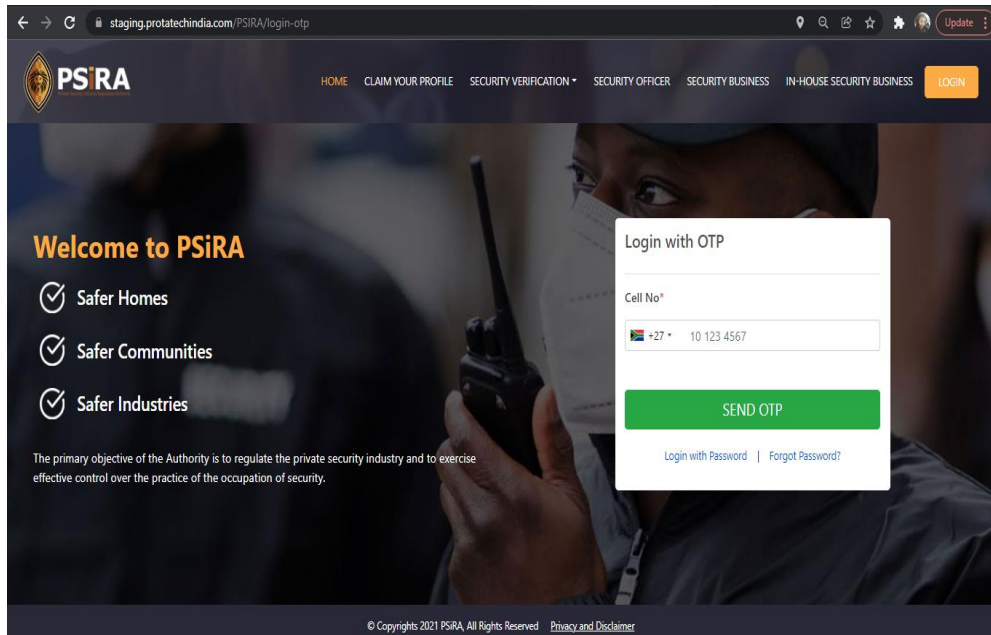 staging.protatechindia.com/PSIRA/login-otp
Update
PSiRA
HOME
CLAIM YOUR PROFILE
SECURITY VERIFICATION
SECURITY OFFICER
SECURITY BUSINESS
IN-HOUSE SECURITY BUSINESS
LOGIN
Welcome to PSiRA
Safer Homes
Safer Communities
Safer Industries
The primary objective of the Authority is to regulate the private security industry and to exercise
effective control over the practice of the occupation of security.
Login with OTP
Cell No*
+27
10 123 4567
SEND OTP
Login with Password | Forgot Password?
© Copyrights 2021 PSiRA, All Rights Reserved Privacy and Disclaimer